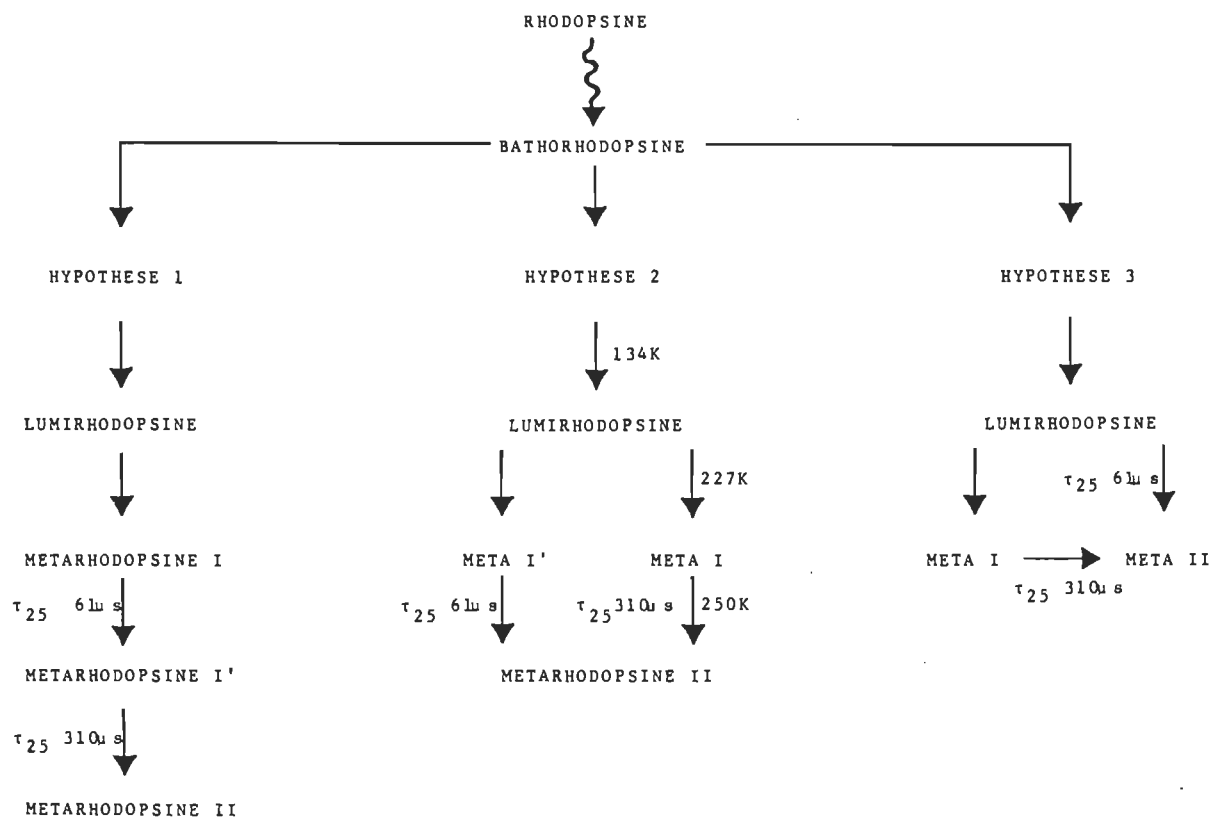 RHODOPSINE
BATHORHODOPSINE
HYPOTHESE 1
HYPOTHESE 2
HYPOTHESE 3
134K
LUMIRHODOPSINE
LUMIRHODOPSINE
LUMIRHODOPSINE
227K
τ25 61μs
METARHODOPSINE I
META I'
META I
META II
τ25 61μs
τ25 61μs
τ25 310μs
250K
τ25 310μs
METARHODOPSINE I'
METARHODOPSINE II
τ25 310μs
METARHODOPSINE II